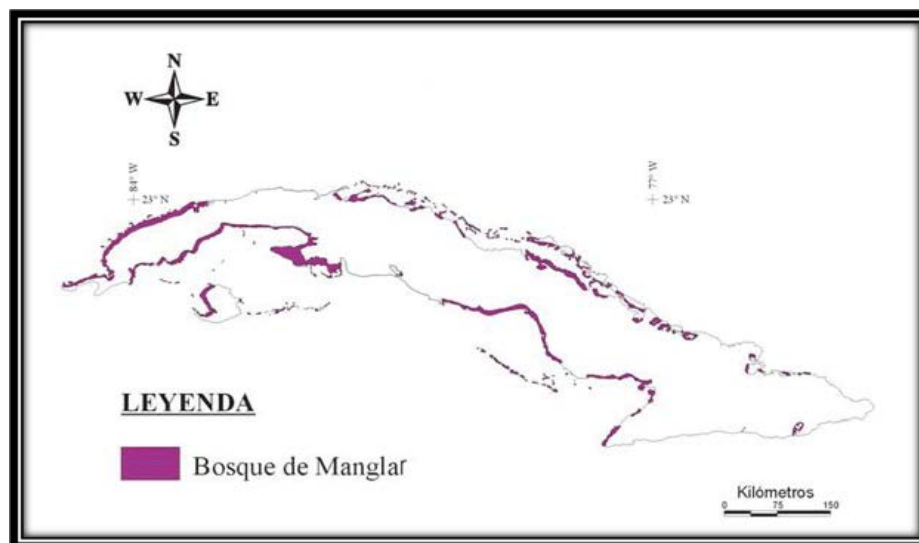 N
W E
S
84° W
23° N
77° W
23° N
LEYENDA
Bosque de Manglar
Kilómetros
0 75 150